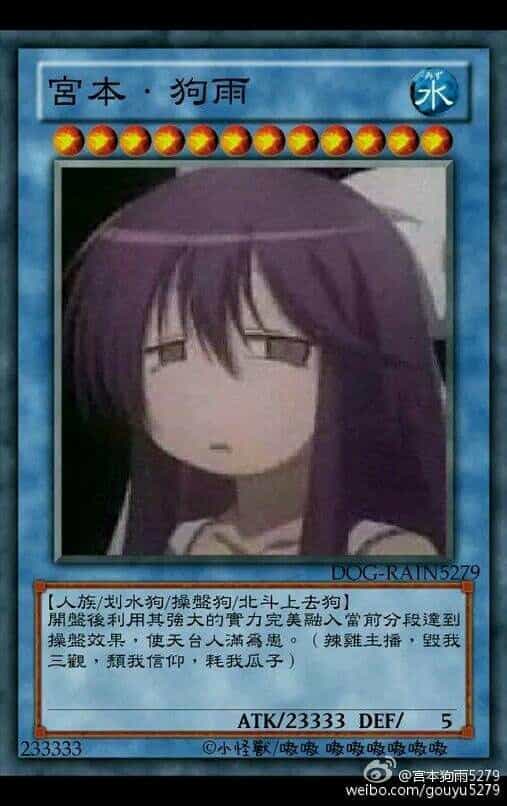 宮本·狗雨
みず
水
DOG-RAIN5279
【人族/划水狗/操盤狗/北斗上去狗】
開盤後利用其強大的實力完美融入當前分段達到
操盤效果，使天台人滿爲患。（辣雞主播，毀我
三觀，頹我信仰，耗我瓜子）
ATK/23333 DEF/ 5
233333
©小怪獸/嗷嗷 嗷嗷嗷嗷嗷嗷
@宮本狗雨5279
weibo.com/gouyu5279